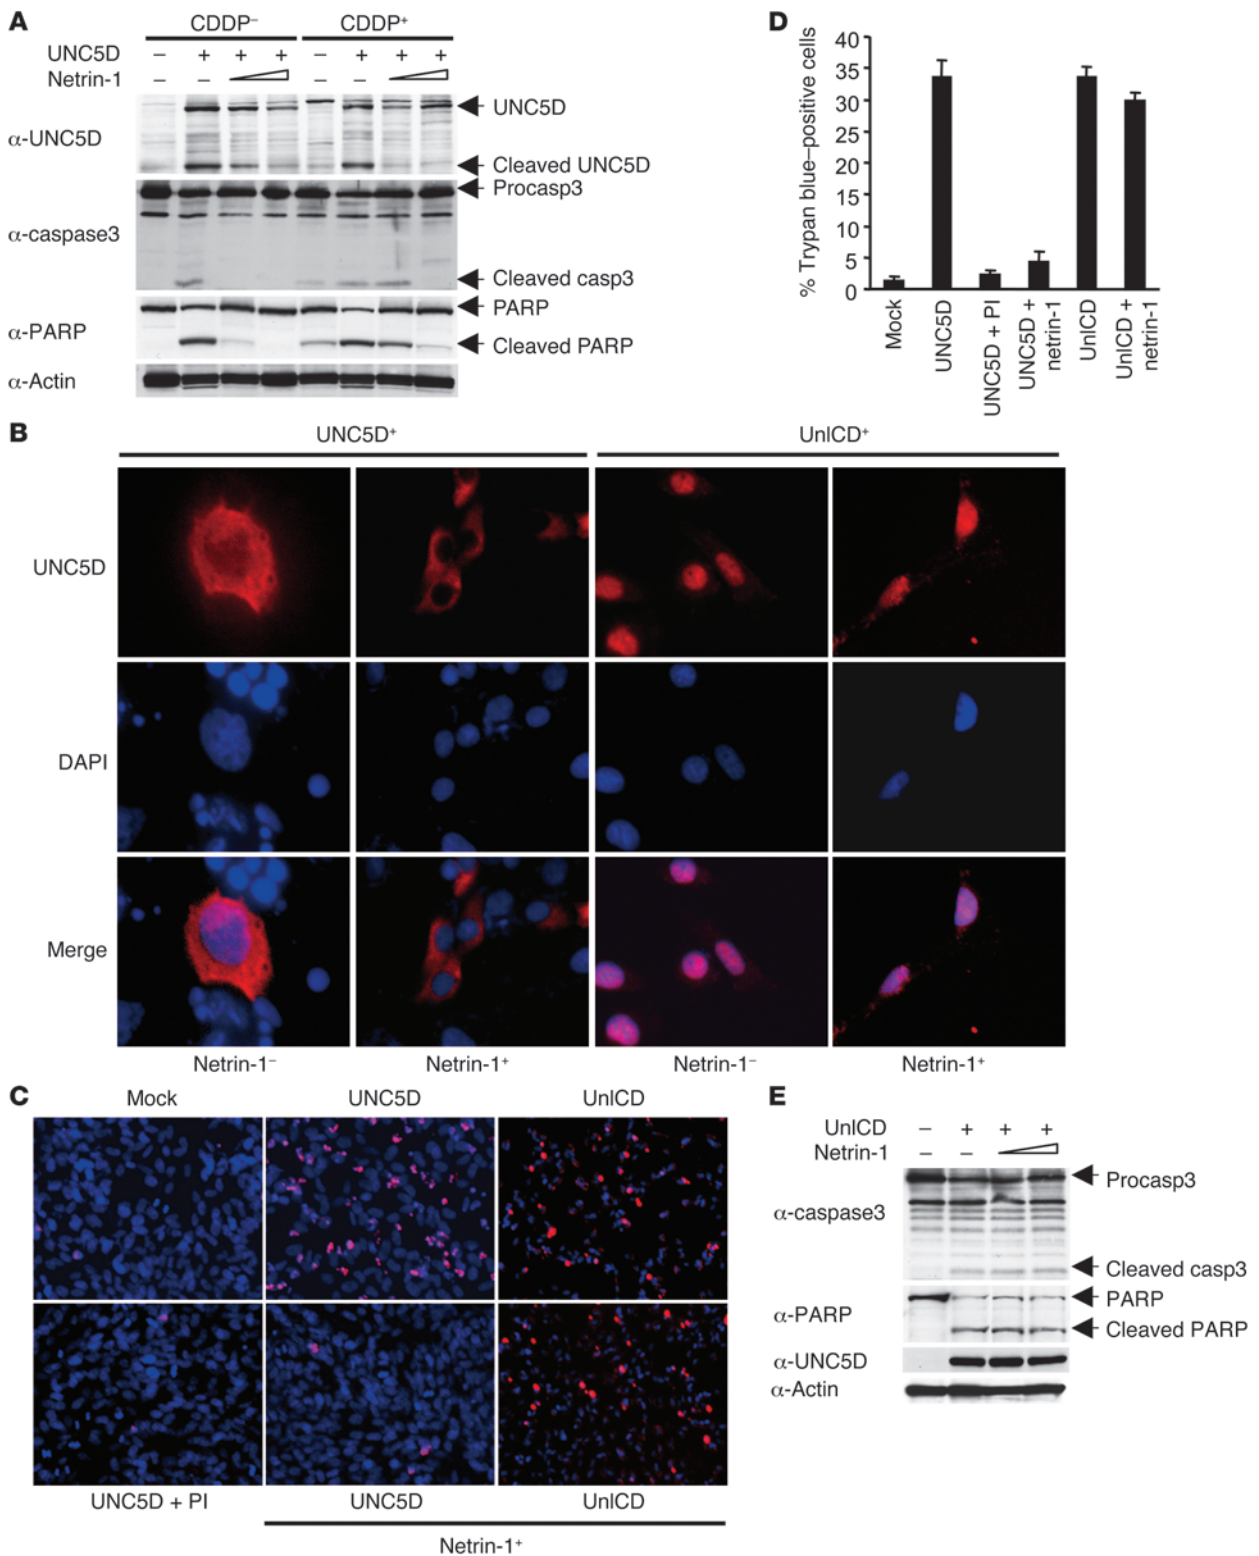 A
CDDP– CDDP+
UNC5D – + + + – + + +
Netrin-1 – –
α-UNC5D
UNC5D
Cleaved UNC5D
α-caspase3
Procasp3
Cleaved casp3
α-PARP
PARP
Cleaved PARP
α-Actin
D
% Trypan blue–positive cells
40
35
30
25
20
15
10
5
0
Mock
UNC5D
UNC5D + PI
UNC5D +
netrin-1
UnICD
UnICD +
netrin-1
B
UNC5D+ UnICD+
UNC5D
DAPI
Merge
Netrin-1– Netrin-1+ Netrin-1– Netrin-1+
C
Mock UNC5D UnICD
UNC5D + PI UNC5D UnICD
Netrin-1+
E
UnICD – + + +
Netrin-1 – –
α-caspase3
Procasp3
Cleaved casp3
α-PARP
PARP
Cleaved PARP
α-UNC5D
α-Actin